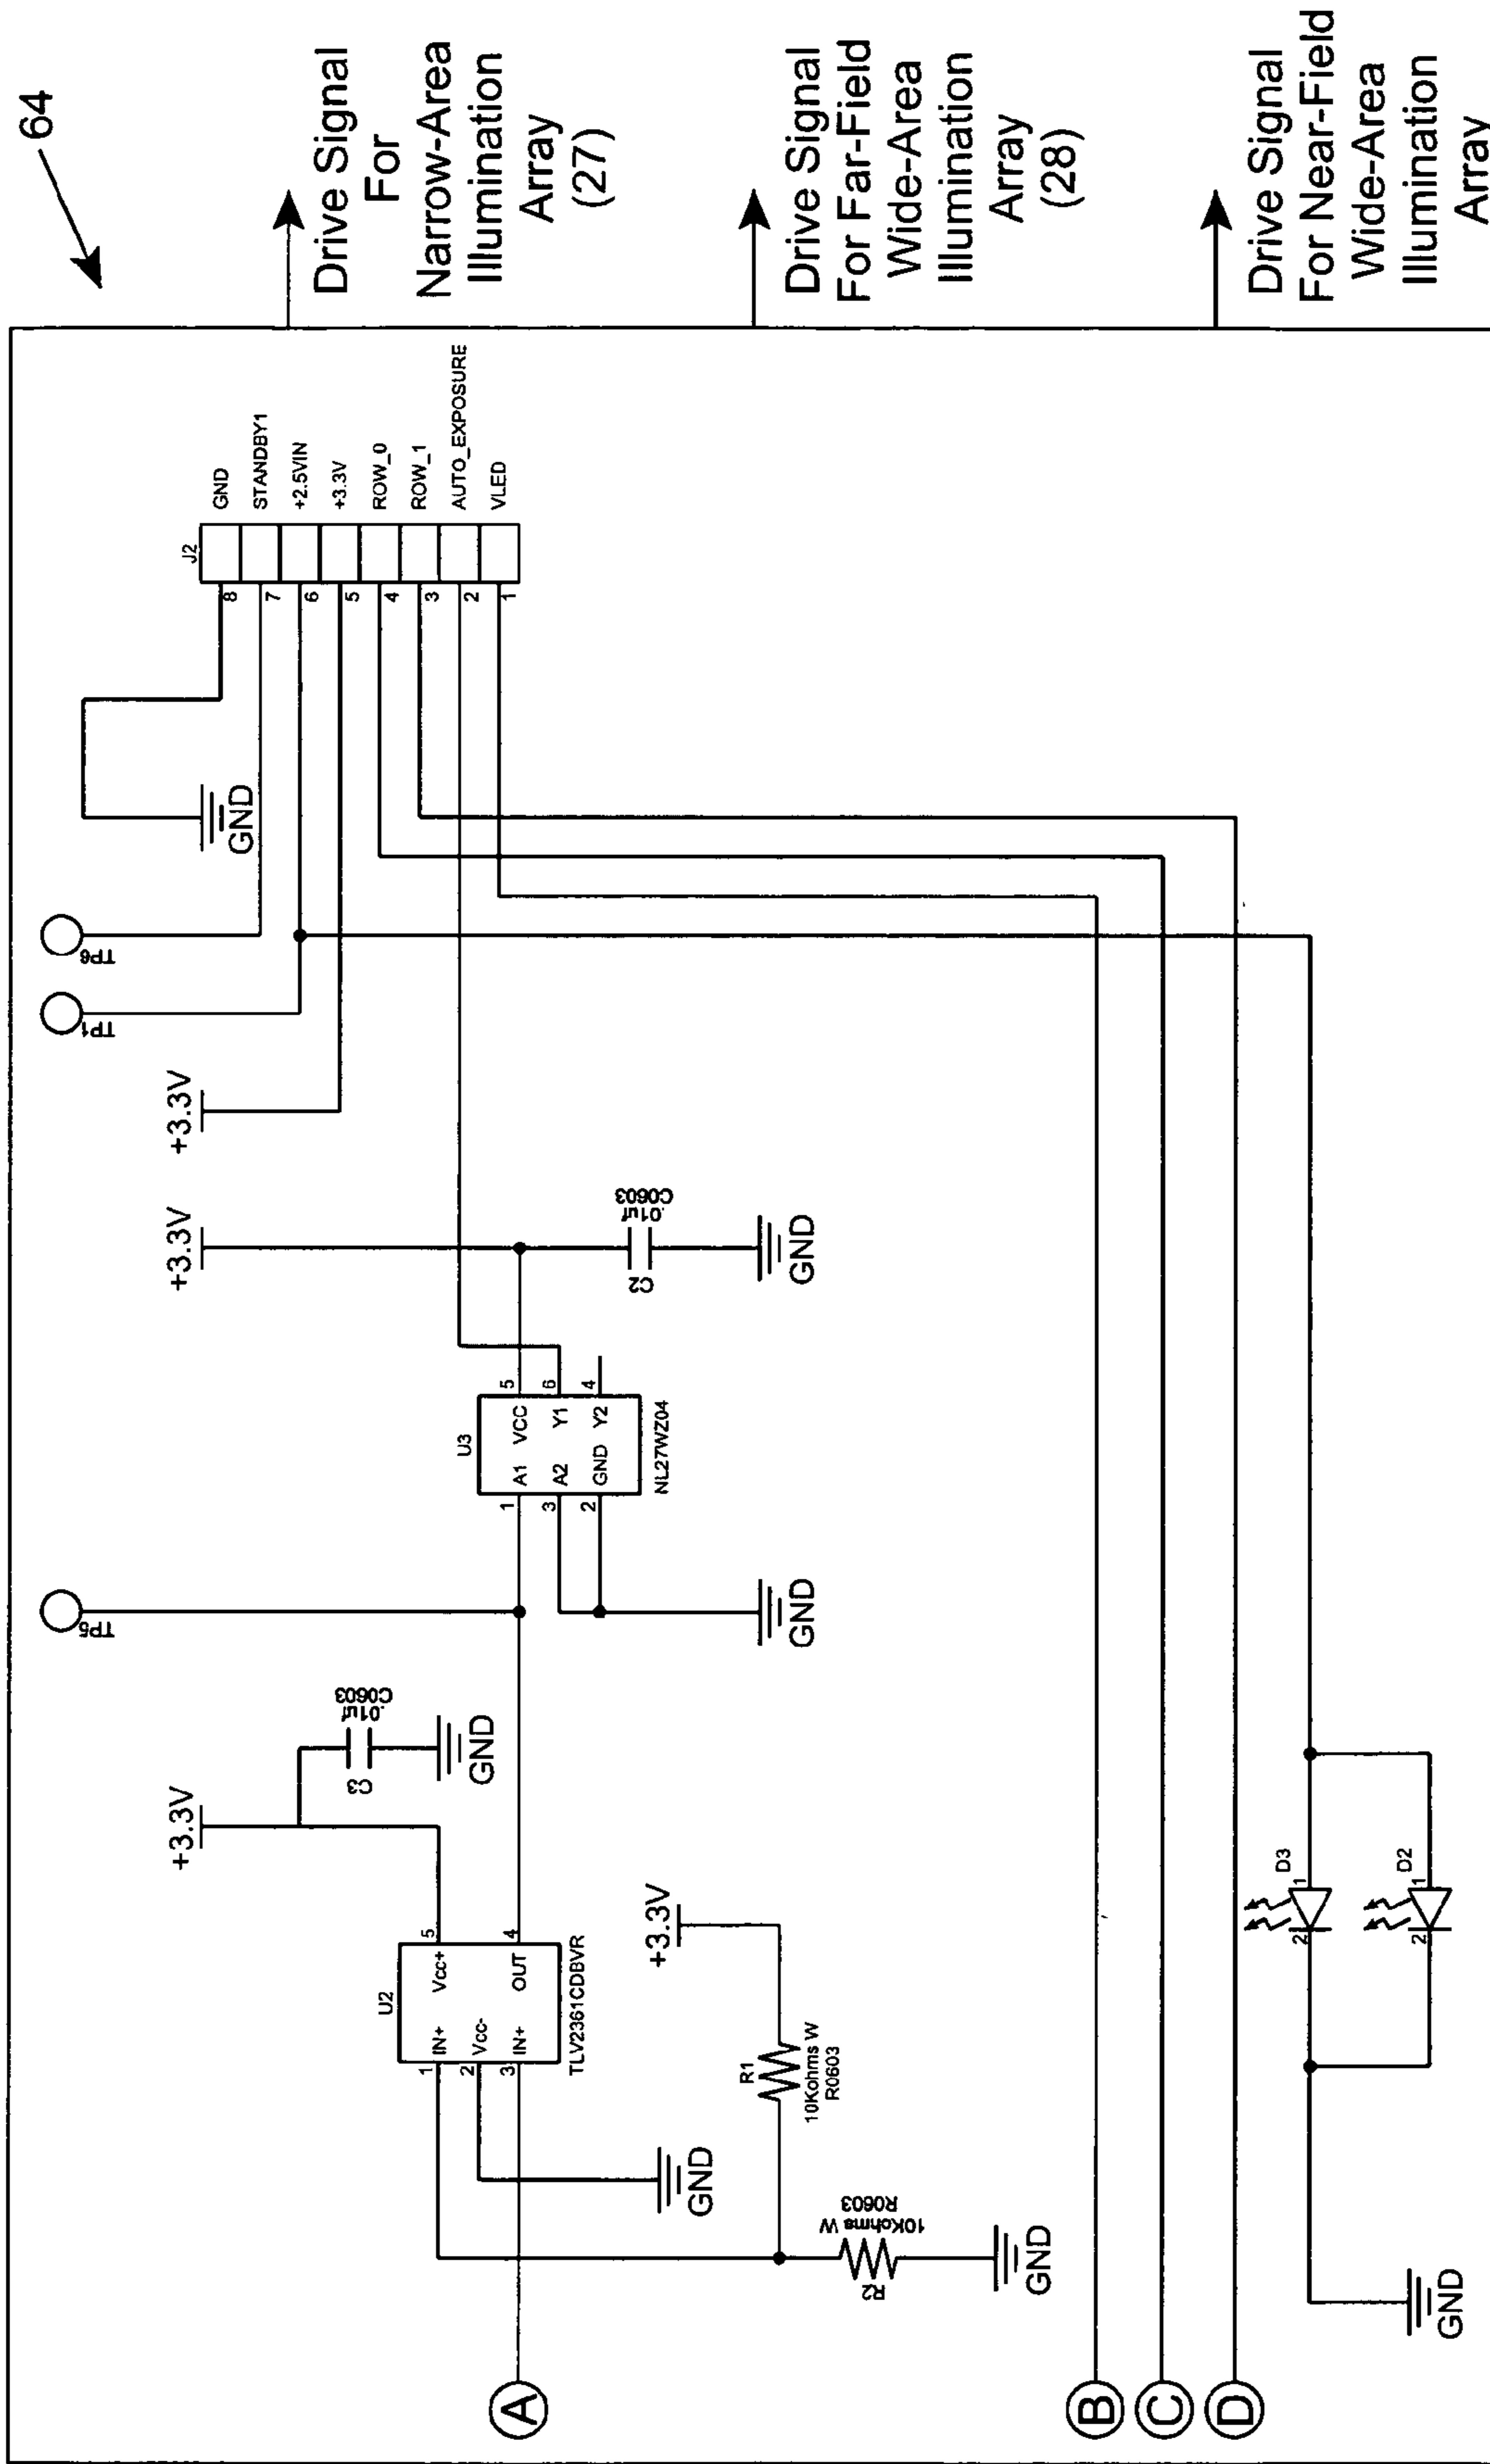 64
Drive Signal
For
Narrow-Area
Illumination
Array
(27)
Drive Signal
For Far-Field
Wide-Area
Illumination
Array
(28)
Drive Signal
For Near-Field
Wide-Area
Illumination
Array
J2
8 GND
7 STANDBY1
6 +2.5VIN
5 +3.3V
4 ROW_0
3 ROW_1
2 AUTO_EXPOSURE
1 VLED
GND
TP6
TP1
+3.3V
+3.3V
C2
.01uf
C0603
GND
U3
1 A1 VCC 5
3 A2 Y1 6
2 GND Y2 4
NL27WZ04
TP5
GND
+3.3V
C3
.01uf
C0603
GND
U2
1 IN+ Vcc+ 5
2 Vcc-
3 IN+ OUT 4
TLV2361CDBVR
GND
+3.3V
R1
10Kohms W
R0603
R2
10Kohms W
R0603
GND
A
B
C
D
D3
2 1
D2
2 1
GND